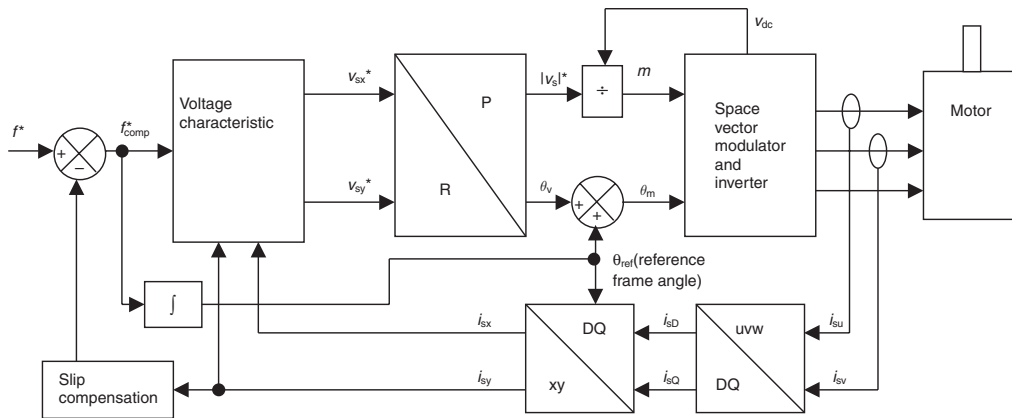 v_dc
f*
+
−
f*_comp
Voltage
characteristic
v_sx*
v_sy*
P
R
|v_s|*
÷
m
θ_v
+
+
θ_m
Space
vector
modulator
and
inverter
Motor
∫
θ_ref(reference
frame angle)
i_sx
i_sy
DQ
xy
i_sD
i_sQ
uvw
DQ
i_su
i_sv
Slip
compensation